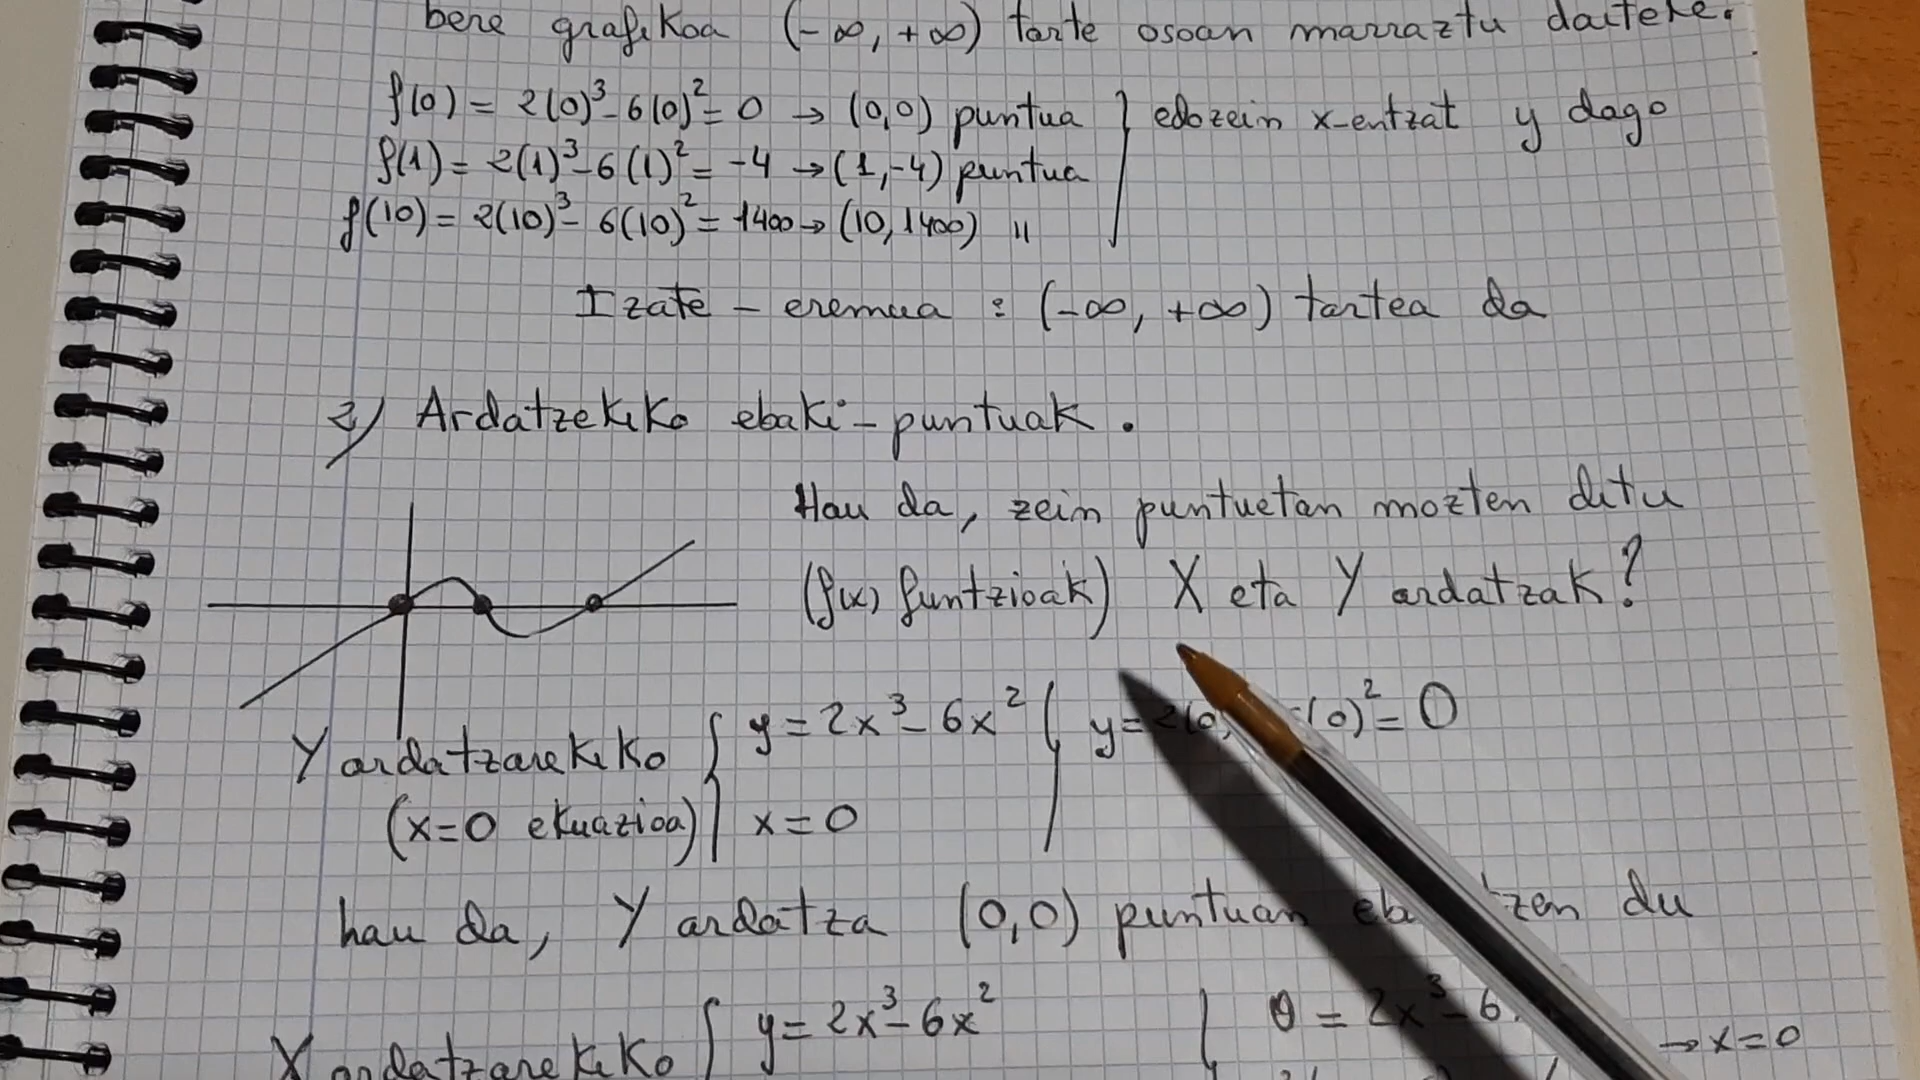 bere grafikoa (-∞, +∞) tarte osoan marraztu daiteke.
f(0) = 2(0)³-6(0)²= 0 → (0,0) puntua } edozein x-entzat y dago
f(1) = 2(1)³-6(1)²= -4 → (1,-4) puntua
f(10) = 2(10)³- 6(10)²= 1400 → (10,1400) "
Izate - eremua : (-∞, +∞) tartea da
2) Ardatzekiko ebaki-puntuak.
Hau da, zein puntuetan mozten ditu
(f(x) funtzioak) X eta Y ardatzak?
Y ardatzarekiko { y = 2x³-6x² y= 2(0) (0)²= 0
(x=0 ekuazioa) x=0
hau da, Y ardatza (0,0) puntuan du
X ardatzarekiko { y= 2x³-6x² 0 = 2x³-6
→ x=0